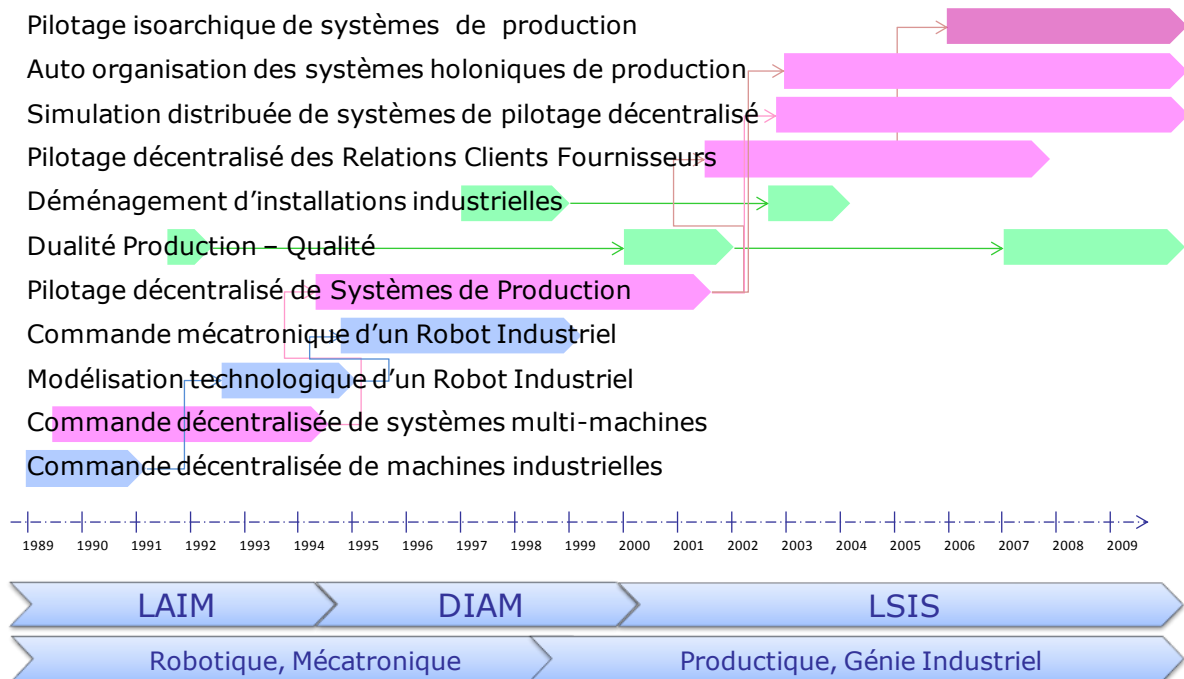 Pilotage isoarchique de systèmes de production
Auto organisation des systèmes holoniques de production
Simulation distribuée de systèmes de pilotage décentralisé
Pilotage décentralisé des Relations Clients Fournisseurs
Déménagement d’installations industrielles
Dualité Production – Qualité
Pilotage décentralisé de Systèmes de Production
Commande mécatronique d’un Robot Industriel
Modélisation technologique d’un Robot Industriel
Commande décentralisée de systèmes multi-machines
Commande décentralisée de machines industrielles
1989 1990 1991 1992 1993 1994 1995 1996 1997 1998 1999 2000 2001 2002 2003 2004 2005 2006 2007 2008 2009
LAIM DIAM LSIS
Robotique, Mécatronique Productique, Génie Industriel